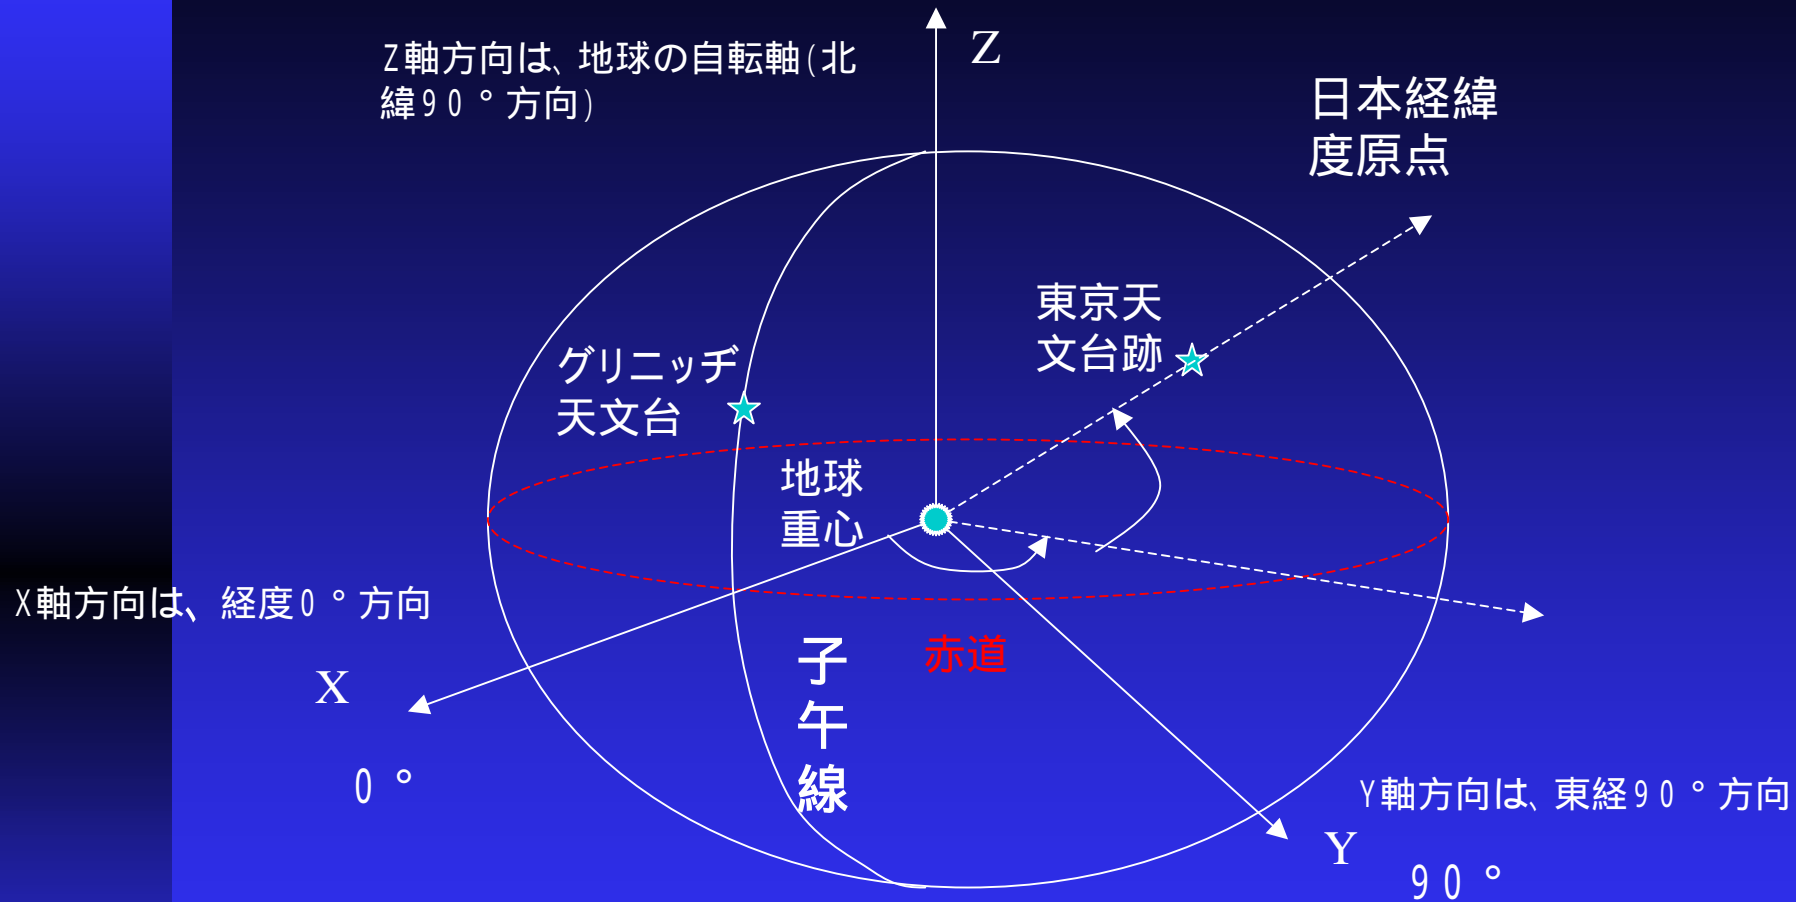 Z軸方向は、地球の自転軸(北
緯90°方向)
Z
日本経緯
度原点
東京天
文台跡
グリニッヂ
天文台
地球
重心
X軸方向は、経度0°方向
X
0°
子
午
線
赤道
Y軸方向は、東経90°方向
Y
90°